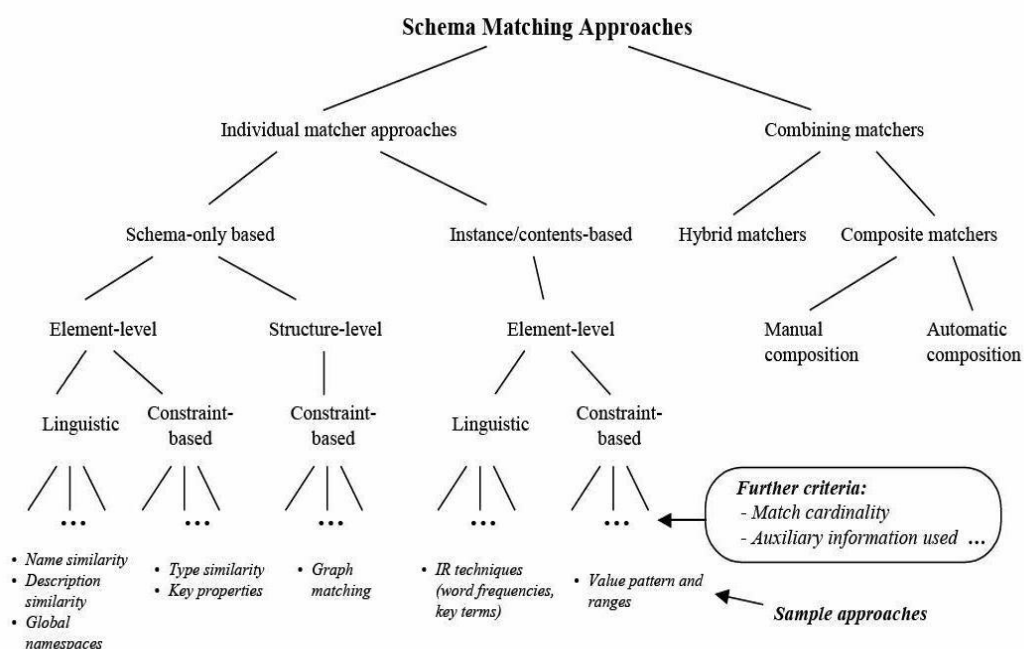 Schema Matching Approaches
Individual matcher approaches
Combining matchers
Schema-only based
Instance/contents-based
Hybrid matchers
Composite matchers
Element-level
Structure-level
Element-level
Manual
composition
Automatic
composition
Linguistic
Constraint-
based
Constraint-
based
Linguistic
Constraint-
based
Further criteria:
- Match cardinality
- Auxiliary information used ...
...
...
...
...
...
• Name similarity
• Description
similarity
• Global
namespaces
• Type similarity
• Key properties
• Graph
matching
• IR techniques
(word frequencies,
key terms)
• Value pattern and
ranges
Sample approaches